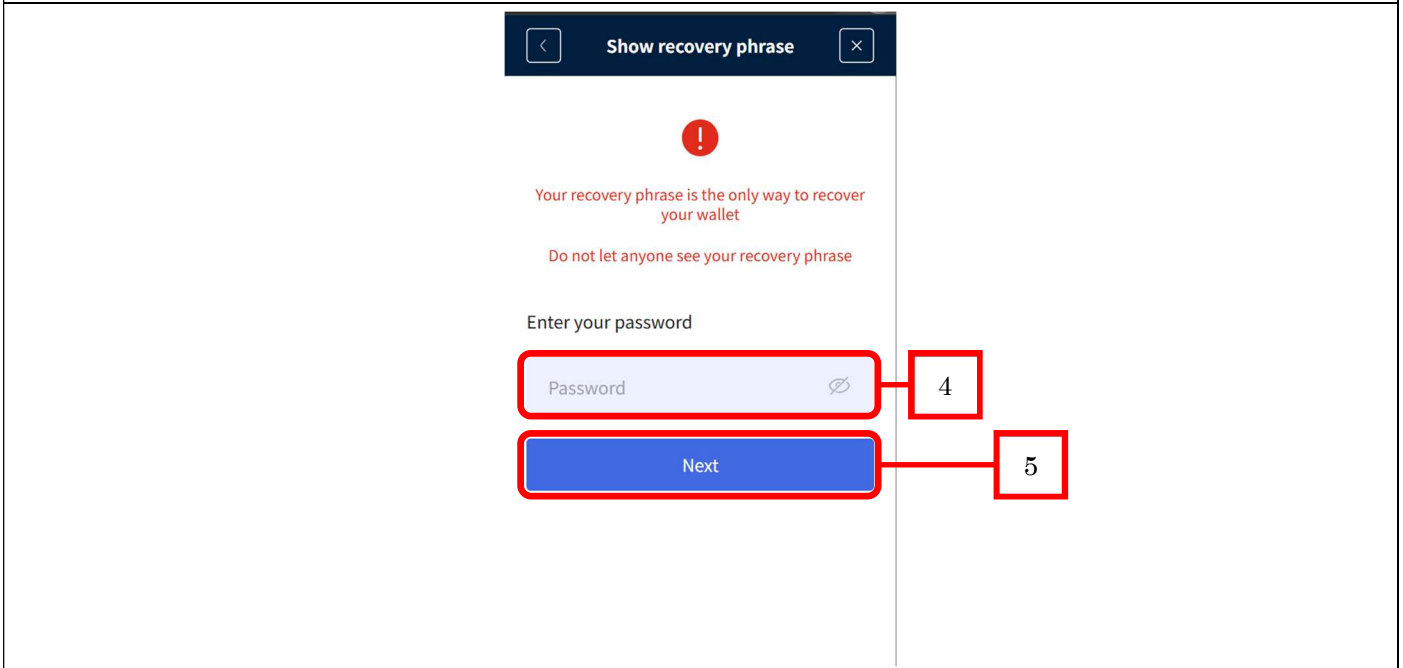 Show recovery phrase
Your recovery phrase is the only way to recover
your wallet
Do not let anyone see your recovery phrase
Enter your password
Password
4
Next
5